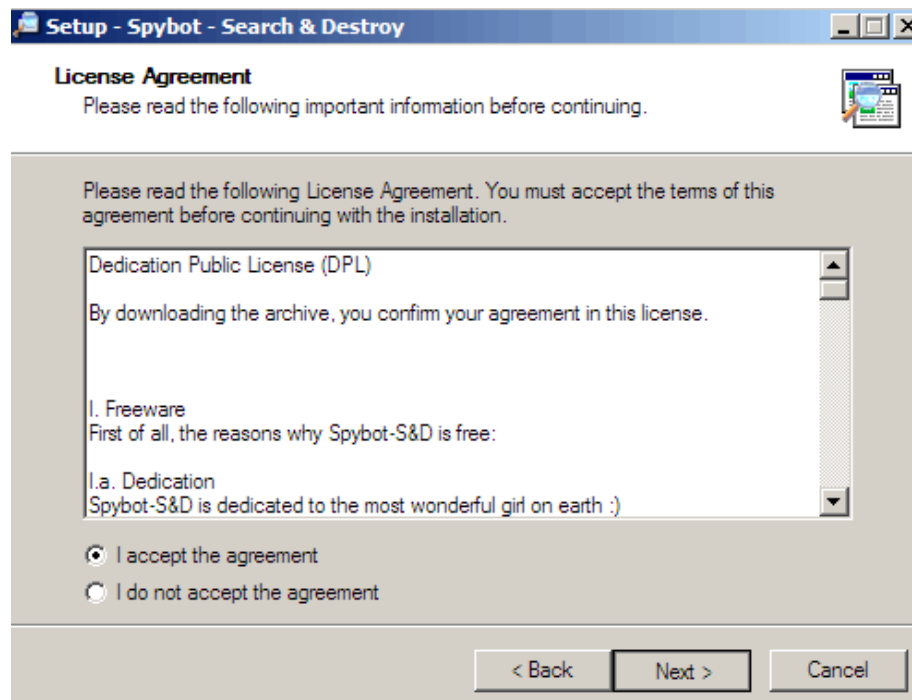 Setup - Spybot - Search & Destroy
License Agreement
Please read the following important information before continuing.
Please read the following License Agreement. You must accept the terms of this
agreement before continuing with the installation.
Dedication Public License (DPL)
By downloading the archive, you confirm your agreement in this license.
I. Freeware
First of all, the reasons why Spybot-S&D is free:
I.a. Dedication
Spybot-S&D is dedicated to the most wonderful girl on earth :)
I accept the agreement
I do not accept the agreement
< Back
Next >
Cancel